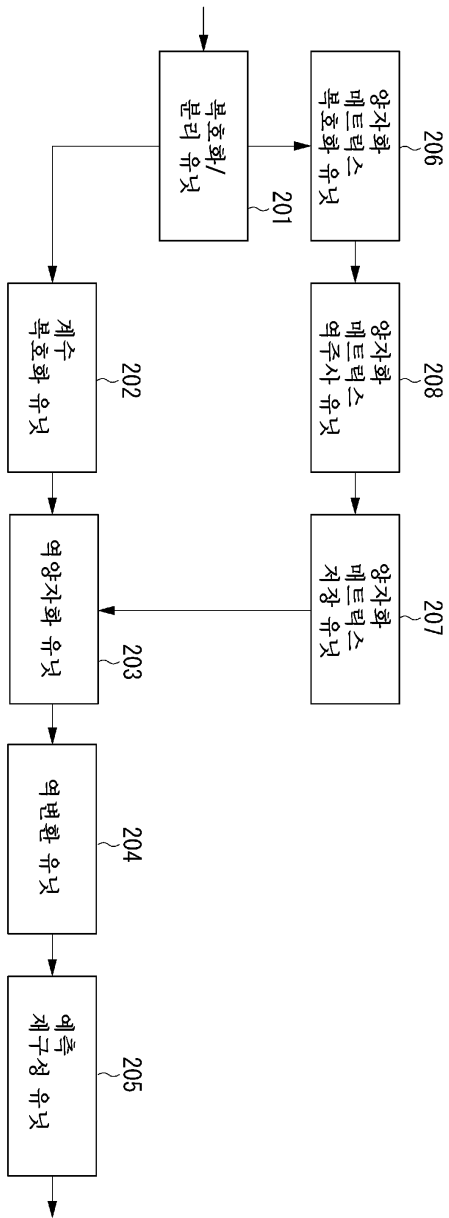 양자화
매트릭스
복호화 유닛
206
양자화
매트릭스
역주사 유닛
208
양자화
매트릭스
저장 유닛
207
복호화/
분리 유닛
201
계수
복호화 유닛
202
역양자화 유닛
203
역변환 유닛
204
예측
재구성 유닛
205